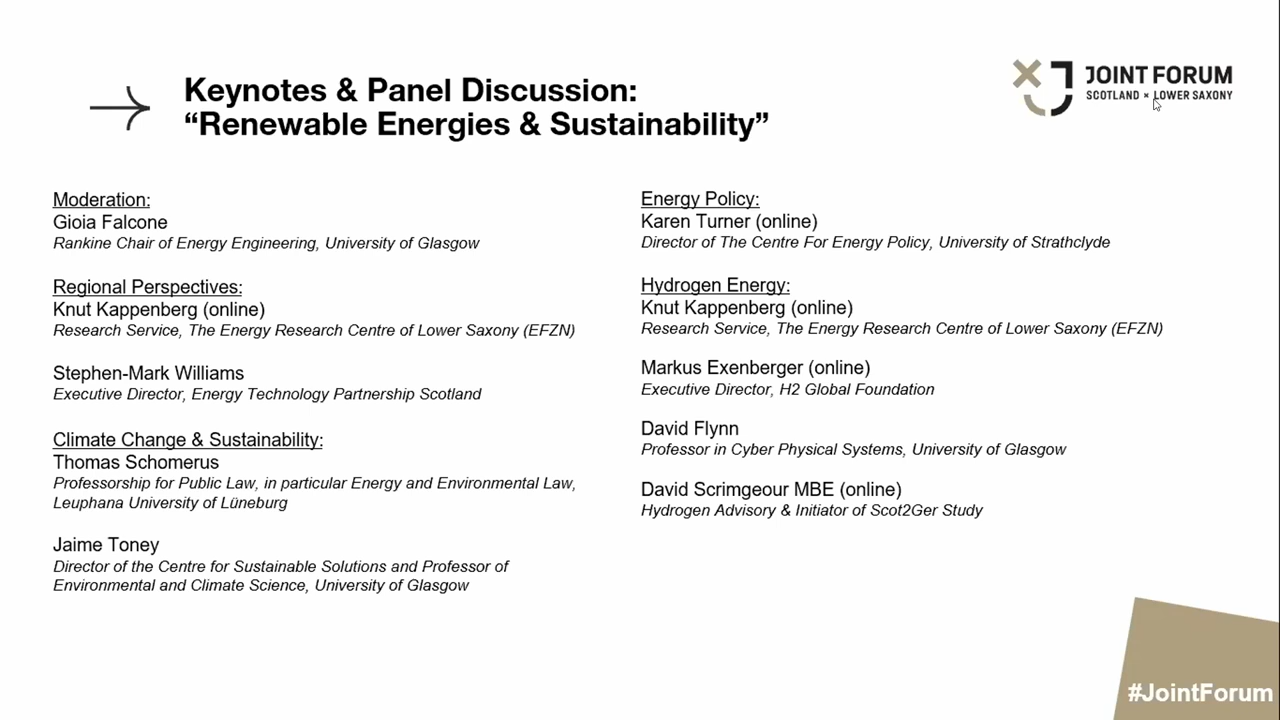 Keynotes & Panel Discussion:
“Renewable Energies & Sustainability”
JOINT FORUM
SCOTLAND × LOWER SAXONY
Moderation:
Gioia Falcone
Rankine Chair of Energy Engineering, University of Glasgow
Regional Perspectives:
Knut Kappenberg (online)
Research Service, The Energy Research Centre of Lower Saxony (EFZN)
Stephen-Mark Williams
Executive Director, Energy Technology Partnership Scotland
Climate Change & Sustainability:
Thomas Schomerus
Professorship for Public Law, in particular Energy and Environmental Law,
Leuphana University of Lüneburg
Jaime Toney
Director of the Centre for Sustainable Solutions and Professor of
Environmental and Climate Science, University of Glasgow
Energy Policy:
Karen Turner (online)
Director of The Centre For Energy Policy, University of Strathclyde
Hydrogen Energy:
Knut Kappenberg (online)
Research Service, The Energy Research Centre of Lower Saxony (EFZN)
Markus Exenberger (online)
Executive Director, H2 Global Foundation
David Flynn
Professor in Cyber Physical Systems, University of Glasgow
David Scrimgeour MBE (online)
Hydrogen Advisory & Initiator of Scot2Ger Study
#JointForum